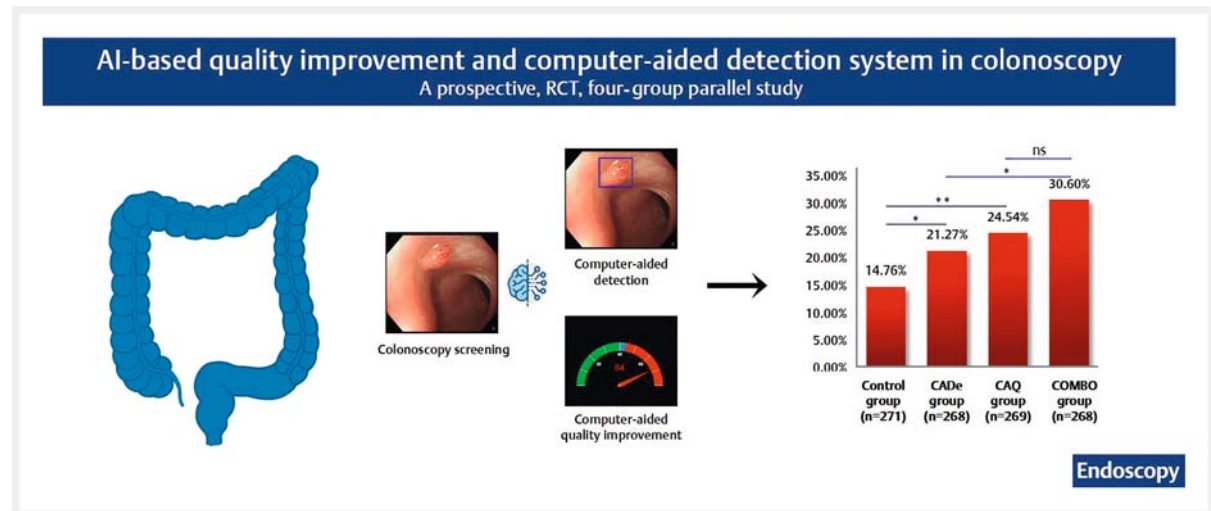 AI-based quality improvement and computer-aided detection system in colonoscopy
A prospective, RCT, four-group parallel study
Colonoscopy screening
Computer-aided
detection
Computer-aided
quality improvement
64
35.00%
30.00%
25.00%
20.00%
15.00%
10.00%
5.00%
0.00%
14.76%
21.27%
24.54%
30.60%
*
**
*
ns
Control
group
(n=271)
CADe
group
(n=268)
CAQ
group
(n=269)
COMBO
group
(n=268)
Endoscopy